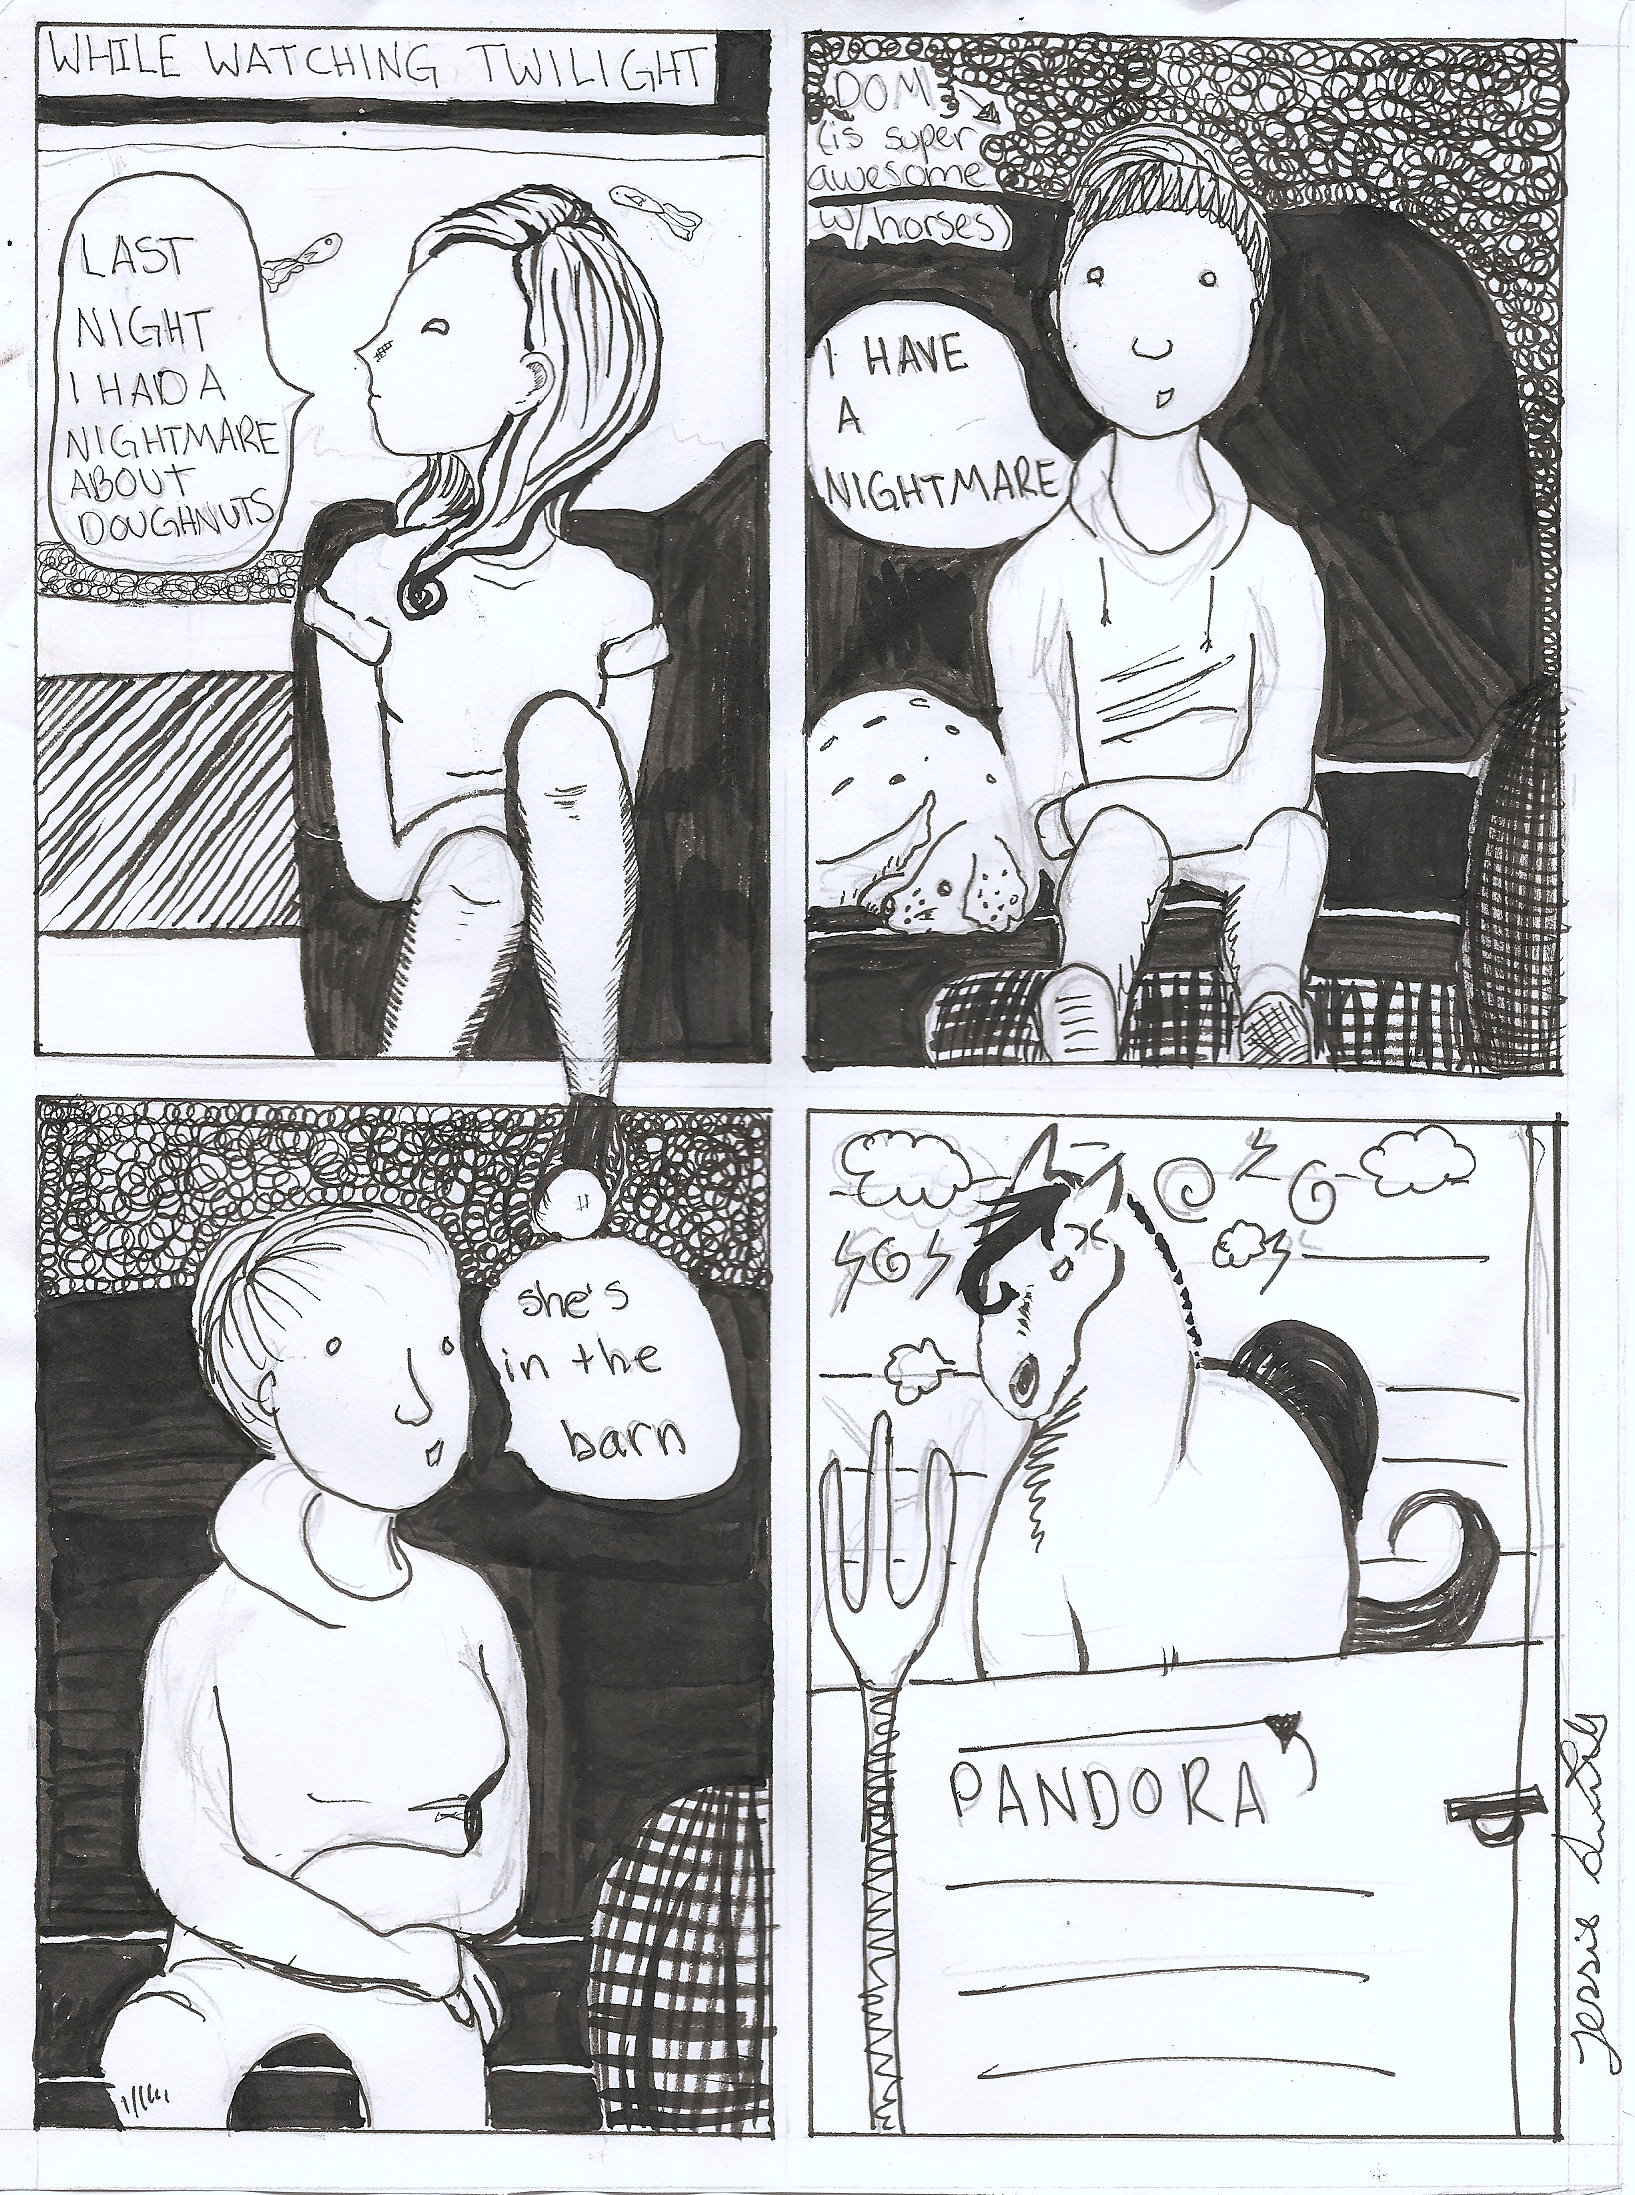 WHILE WATCHING TWILIGHT
LAST
NIGHT
I HAD A
NIGHTMARE
ABOUT
DOUGHNUTS
DOM
(is super
awesome
w/horses)
I HAVE
A
NIGHTMARE
she's
in the
barn
PANDORA
Jessie